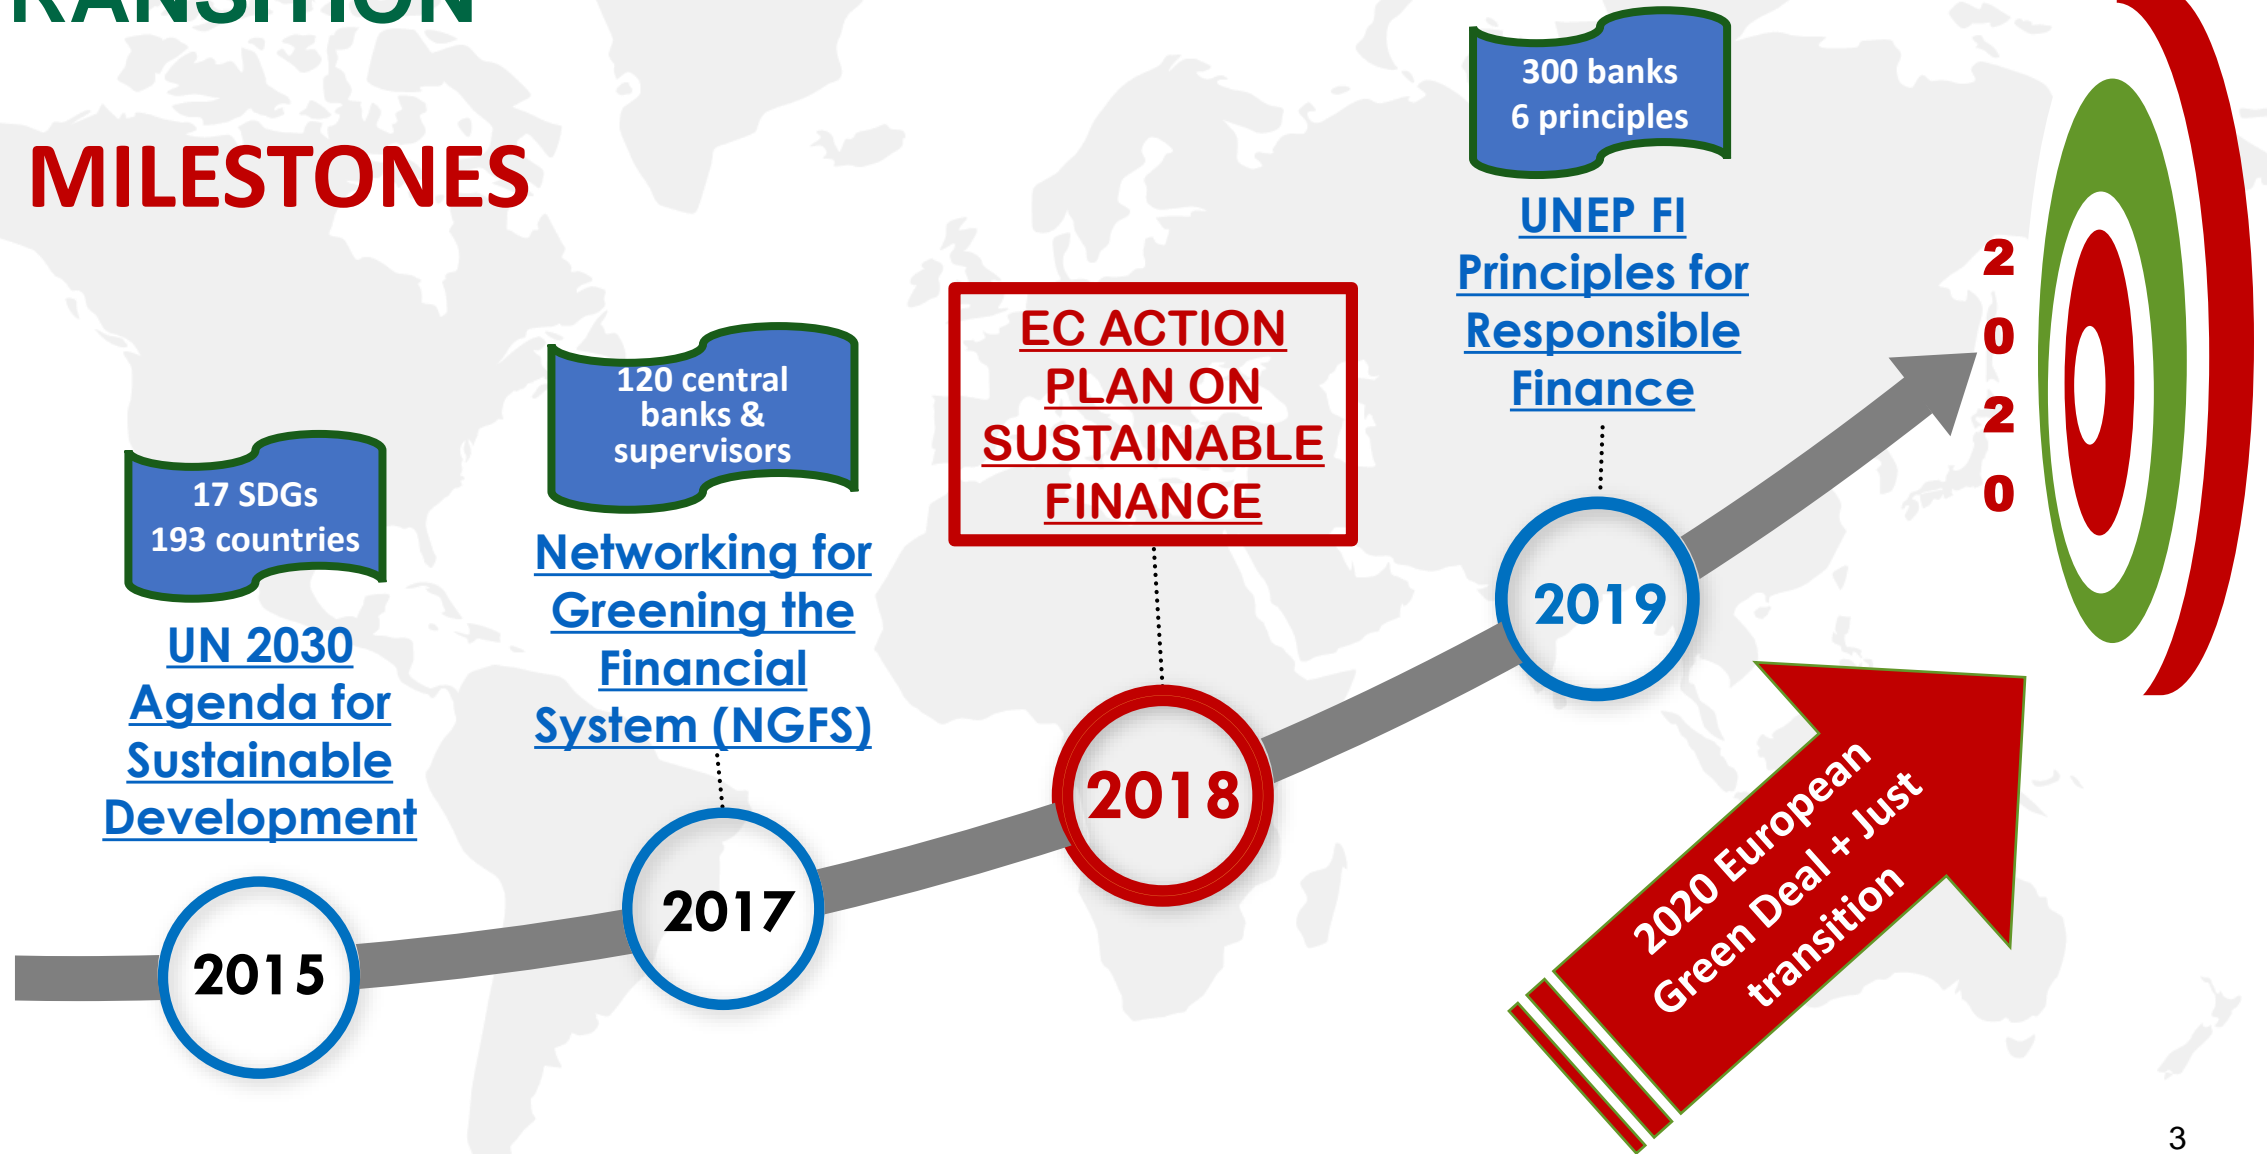 RANSITION
MILESTONES
17 SDGs
193 countries
UN 2030
Agenda for
Sustainable
Development
2015
120 central
banks &
supervisors
Networking for
Greening the
Financial
System (NGFS)
2017
EC ACTION
PLAN ON
SUSTAINABLE
FINANCE
2018
300 banks
6 principles
UNEP FI
Principles for
Responsible
Finance
2019
2
0
2
0
2020 European
Green Deal + Just
transition
3